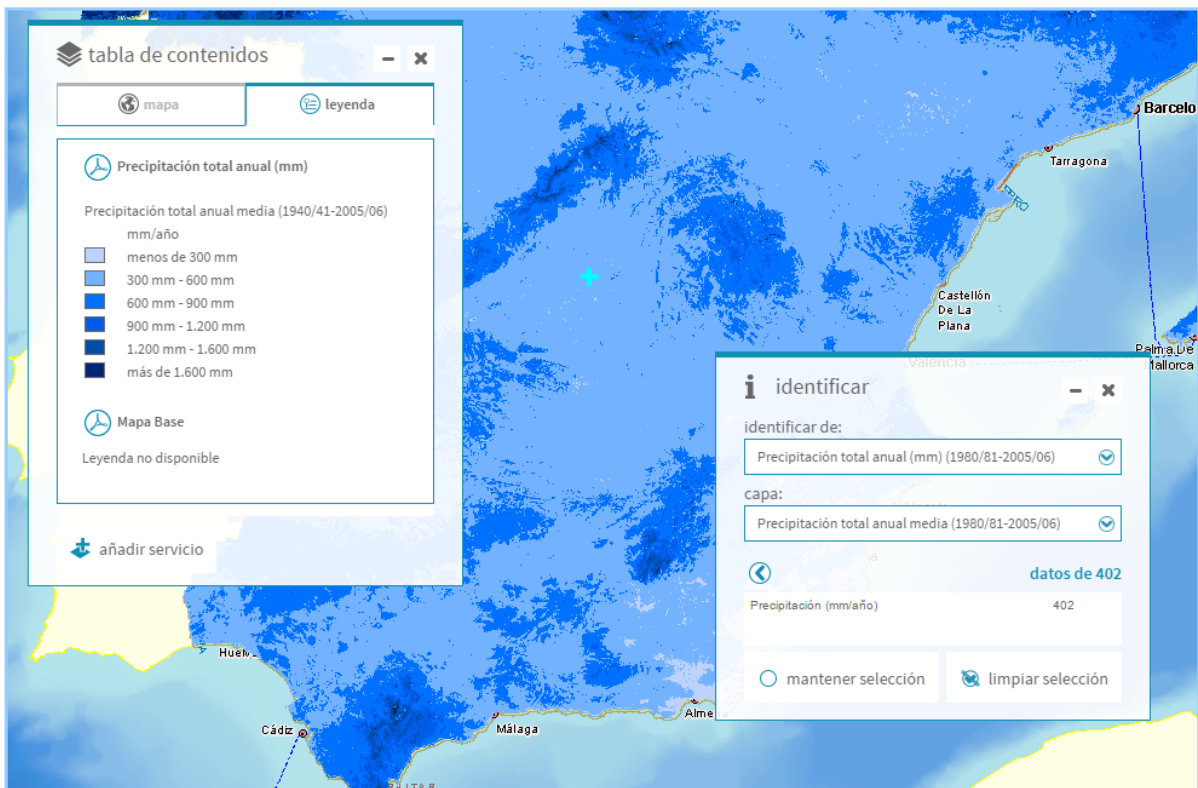 tabla de contenidos
mapa
leyenda
Precipitación total anual (mm)
Precipitación total anual media (1940/41-2005/06)
mm/año
menos de 300 mm
300 mm - 600 mm
600 mm - 900 mm
900 mm - 1.200 mm
1.200 mm - 1.600 mm
más de 1.600 mm
Mapa Base
Leyenda no disponible
añadir servicio
Barcelo
Tarragona
Castellón
De La
Plana
Palma De
Mallorca
Valencia
identificar
identificar de:
Precipitación total anual (mm) (1980/81-2005/06)
capa:
Precipitación total anual media (1980/81-2005/06)
datos de 402
Precipitación (mm/año) 402
mantener selección
limpiar selección
Cádiz
Málaga
Alme